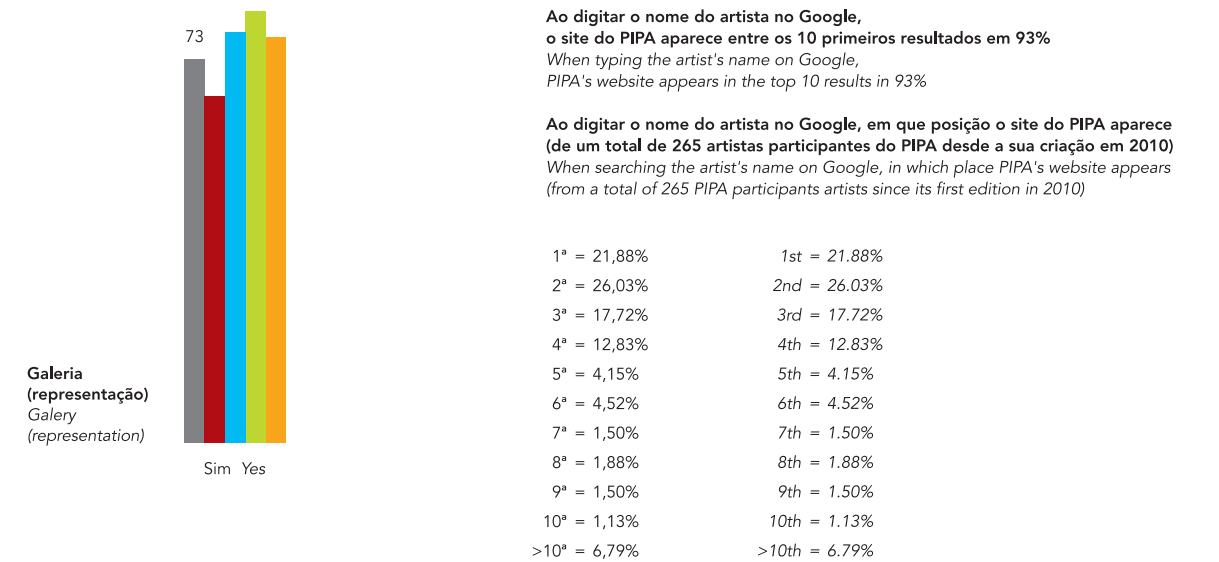 73
Galeria
(representação)
Galery
(representation)
Sim Yes
Ao digitar o nome do artista no Google,
o site do PIPA aparece entre os 10 primeiros resultados em 93%
When typing the artist's name on Google,
PIPA's website appears in the top 10 results in 93%
Ao digitar o nome do artista no Google, em que posição o site do PIPA aparece
(de um total de 265 artistas participantes do PIPA desde a sua criação em 2010)
When searching the artist's name on Google, in which place PIPA's website appears
(from a total of 265 PIPA participants artists since its first edition in 2010)
1ª = 21,88% 1st = 21.88%
2ª = 26,03% 2nd = 26.03%
3ª = 17,72% 3rd = 17.72%
4ª = 12,83% 4th = 12.83%
5ª = 4,15% 5th = 4.15%
6ª = 4,52% 6th = 4.52%
7ª = 1,50% 7th = 1.50%
8ª = 1,88% 8th = 1.88%
9ª = 1,50% 9th = 1.50%
10ª = 1,13% 10th = 1.13%
>10ª = 6,79% >10th = 6.79%